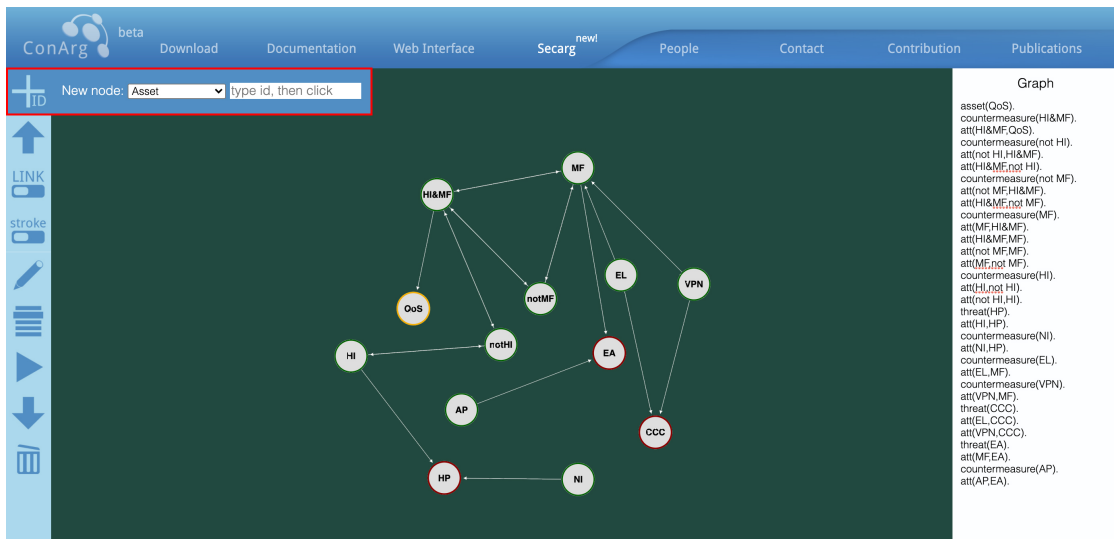 beta
new!
ConArg Download Documentation Web Interface Secarg People Contact Contribution Publications
ID New node: Asset type id, then click
LINK
stroke
MF
HI&MF
EL
VPN
notMF
QoS
notHI
EA
HI
AP
CCC
HP
NI
Graph
asset(QoS).
countermeasure(HI&MF).
att(HI&MF,QoS).
countermeasure(not HI).
att(not HI,HI&MF).
att(HI&MF,not HI).
countermeasure(not MF).
att(not MF,HI&MF).
att(HI&MF,not MF).
countermeasure(MF).
att(MF,HI&MF).
att(HI&MF,MF).
att(not MF,MF).
att(MF,not MF).
countermeasure(HI).
att(HI,not HI).
att(not HI,HI).
threat(HP).
att(HI,HP).
countermeasure(NI).
att(NI,HP).
countermeasure(EL).
att(EL,MF).
countermeasure(VPN).
att(VPN,MF).
threat(CCC).
att(EL,CCC).
att(VPN,CCC).
threat(EA).
att(MF,EA).
countermeasure(AP).
att(AP,EA).